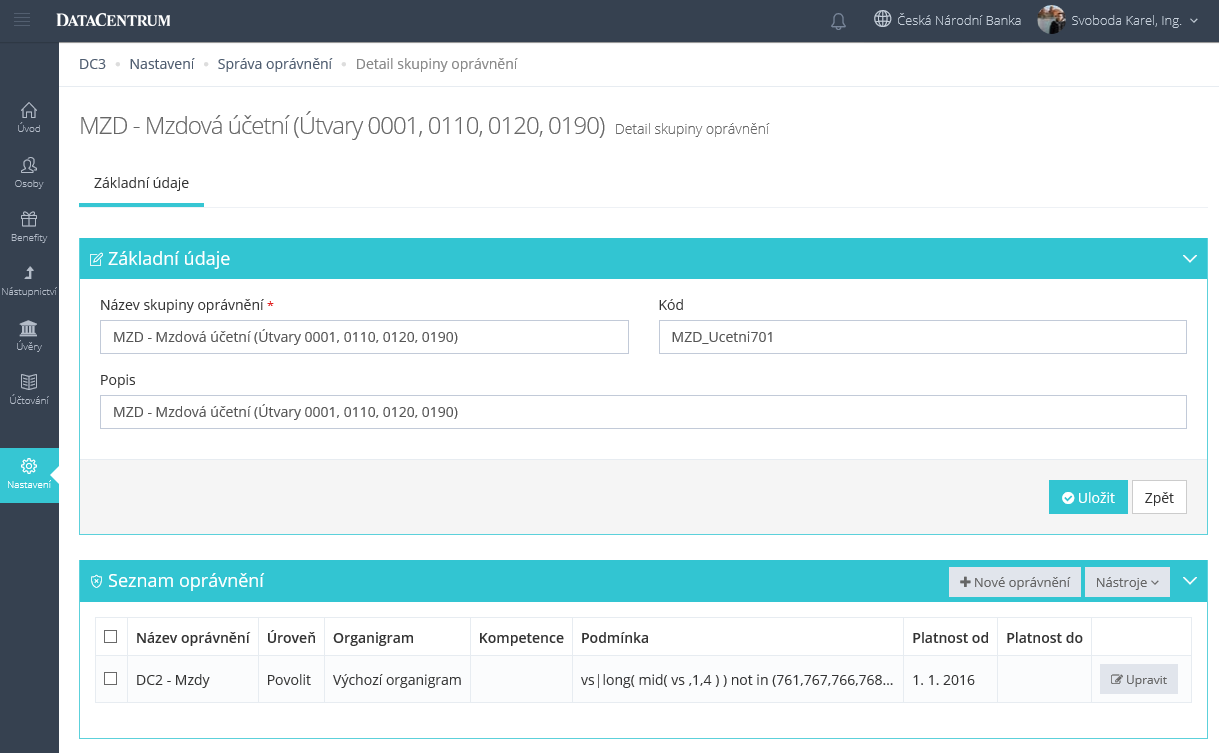 DATACENTRUM
Česká Národní Banka
Svoboda Karel, Ing.
DC3 • Nastavení • Správa oprávnění • Detail skupiny oprávnění
Úvod
Osoby
Benefity
Nástupnictví
Úvěry
Účtování
Nastavení
MZD - Mzdová účetní (Útvary 0001, 0110, 0120, 0190) Detail skupiny oprávnění
Základní údaje
Základní údaje
Název skupiny oprávnění *
Kód
MZD - Mzdová účetní (Útvary 0001, 0110, 0120, 0190)
MZD_Ucetni701
Popis
MZD - Mzdová účetní (Útvary 0001, 0110, 0120, 0190)
Uložit
Zpět
Seznam oprávnění
Nové oprávnění
Nástroje
Název oprávnění Úroveň Organigram Kompetence Podmínka Platnost od Platnost do
DC2 - Mzdy Povolit Výchozí organigram vs|long( mid( vs ,1,4 ) ) not in (761,767,766,768... 1. 1. 2016 Upravit